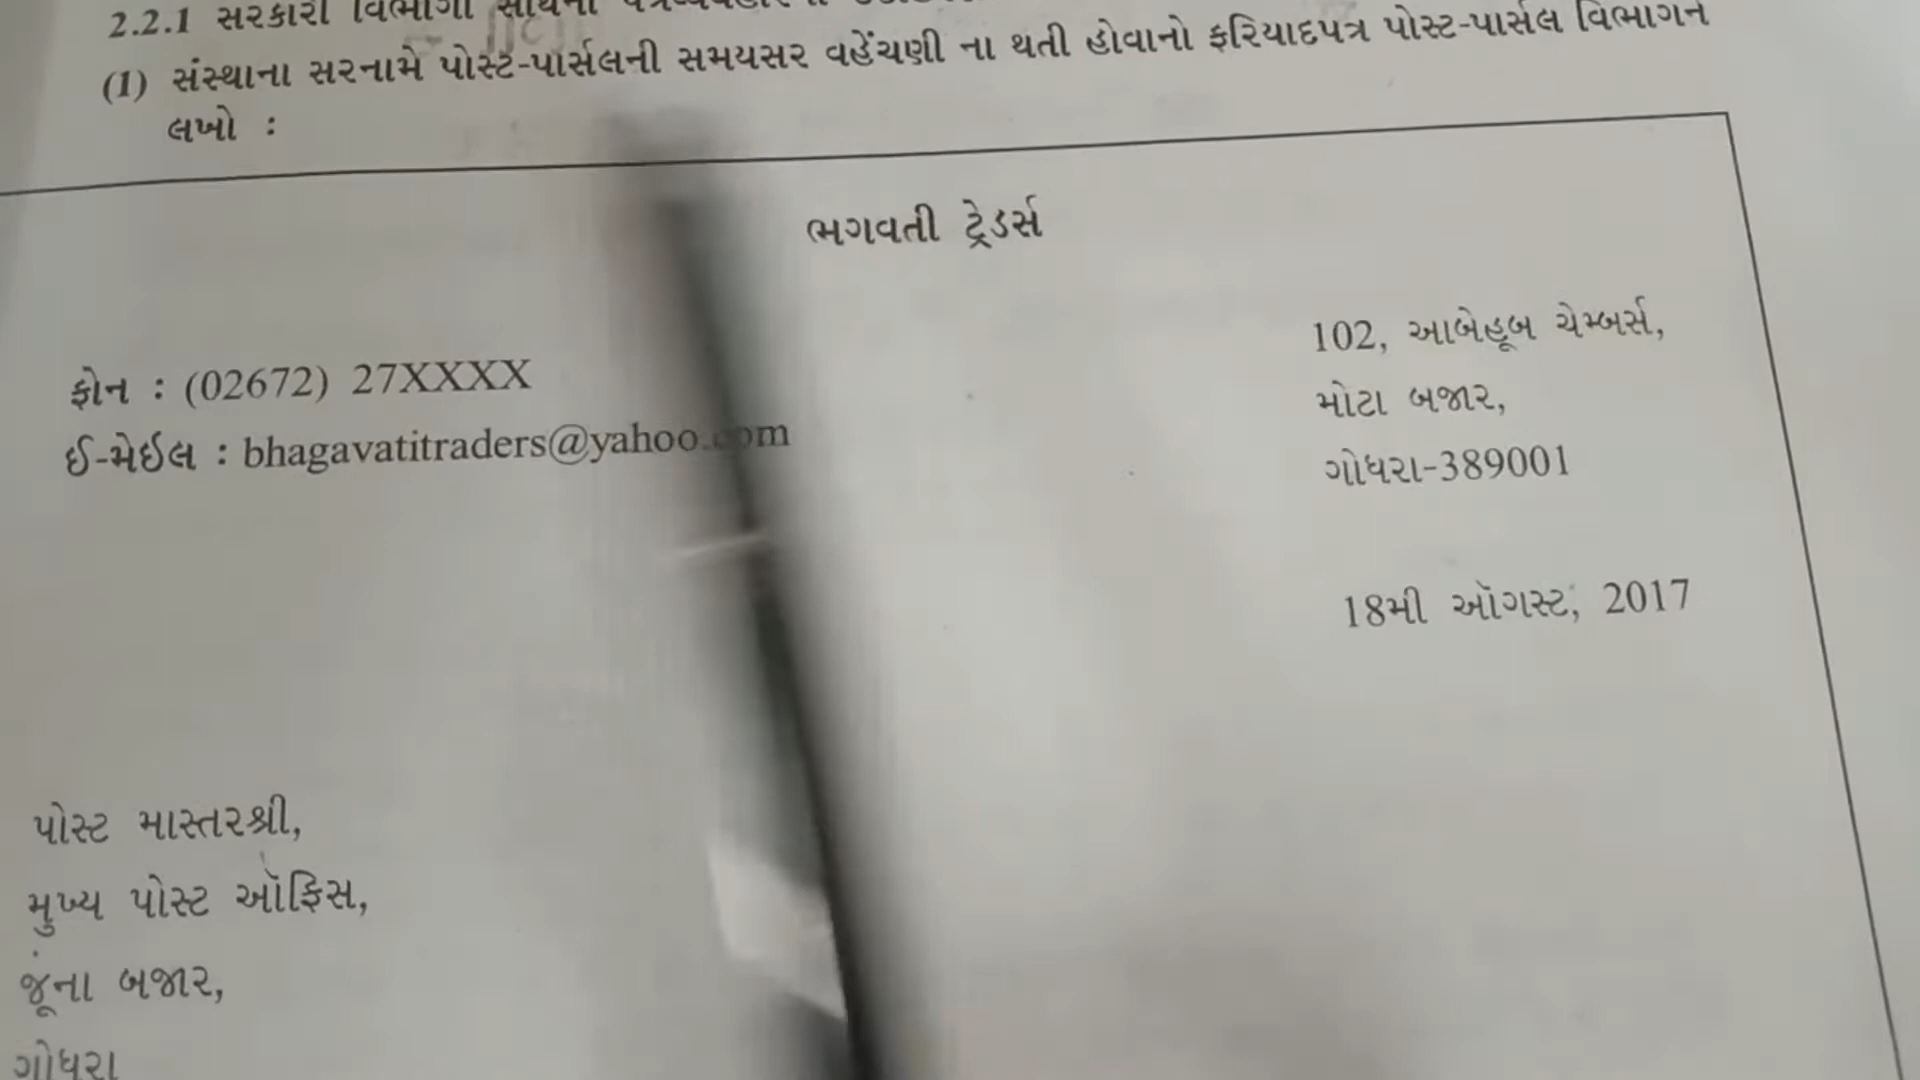 2.2.1 સરકારી વિભાગો સાથેના
(1) સંસ્થાના સરનામે પોસ્ટ-પાર્સલની સમયસર વહેંચણી ના થતી હોવાનો ફરિયાદપત્ર પોસ્ટ-પાર્સલ વિભાગન
લખો :
ભગવતી ટ્રેડર્સ
102, આબેહૂબ ચેમ્બર્સ,
ફોન : (02672) 27XXXX
મોટા બજાર,
ઈ-મેઈલ : bhagavatitraders@yahoo.com
ગોધરા-389001
18મી ઑગસ્ટ, 2017
પોસ્ટ માસ્તરશ્રી,
મુખ્ય પોસ્ટ ઑફિસ,
જૂના બજાર,
ગોધરા